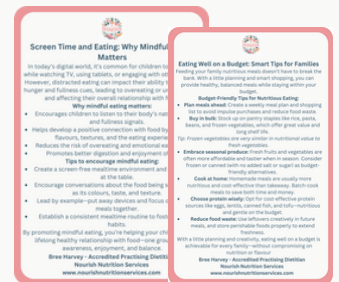 Screen Time and Eating: Why Mindful
Matters
In today's digital world, it's common for children to
while watching TV, using tablets, or engaging with
However, distracted eating can impact their ability
hunger and fullness cues, leading to overeating or
and affecting their overall relationship with
Why mindful eating matters:
Encourages children to listen to their body's
and fullness signals.
Helps develop a positive connection with food
flavours, textures, and the eating experience
Reduces the risk of overeating and emotional
Promotes better digestion and enjoyment of
Tips to encourage mindful eating:
Create a screen-free mealtime environment and
at the table.
Encourage conversations about the food being
as its colours, taste, and texture.
Lead by example—put away devices and focus
meals together.
Establish a consistent mealtime routine to
habits.
By promoting mindful eating, you're helping your
lifelong healthy relationship with food—one
awareness, enjoyment, and balance.
Bree Harvey - Accredited Practising
Nourish Nutrition Services
www.nourishnutritionservices.com
Eating Well on a Budget: Smart Tips for Families
Feeding your family nutritious meals doesn't have to break
the bank. With a little planning and smart shopping, you can
provide healthy, balanced meals while staying within your
budget.
Budget-Friendly Tips for Nutritious Eating:
Plan meals ahead: Create a weekly meal plan and shopping
list to avoid impulse purchases and reduce food waste.
Buy in bulk: Stock up on pantry staples like rice, pasta,
beans, and frozen vegetables, which offer great value and
long shelf life.
Tip: Frozen vegetables are very similar in nutritional value to
fresh vegetables
Embrace seasonal produce: Fresh fruits and vegetables are
often more affordable and tastier when in season. Consider
frozen or canned (with no added salt or sugar) as budget-
friendly alternatives.
Cook at home: Homemade meals are usually more
nutritious and cost effective than takeaway. Batch cook
meals to save both time and money.
Choose protein wisely: Opt for cost effective protein
sources like eggs, lentils, canned fish, and tofu—nutritious
and gentle on the budget.
Reduce food waste: Use leftovers creatively in future
meals, and store perishable foods properly to extend
freshness.
With a little planning and creativity, eating well on a budget is
achievable for every family—without compromising on
nutrition or flavour
Bree Harvey - Accredited Practising Dietitian
Nourish Nutrition Services
www.nourishnutritionservices.com